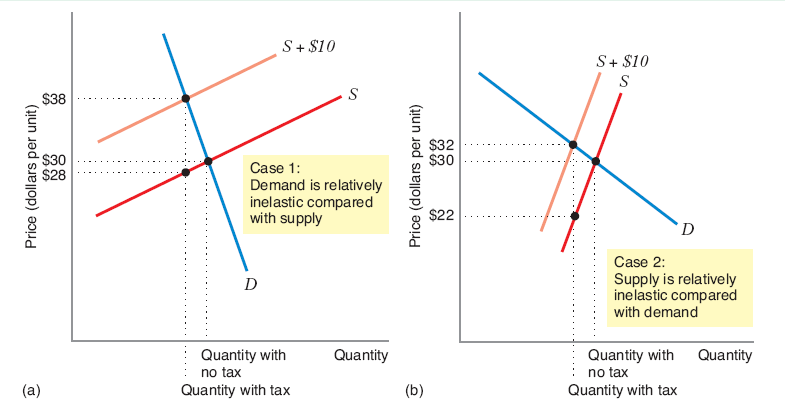 S + $10
S
$38
$30
$28
Price (dollars per unit)
Case 1:
Demand is relatively
inelastic compared
with supply
D
Quantity with
no tax
Quantity
Quantity with tax
(a)
S + $10
S
$32
$30
$22
Price (dollars per unit)
D
Case 2:
Supply is relatively
inelastic compared
with demand
Quantity with
no tax
Quantity
Quantity with tax
(b)